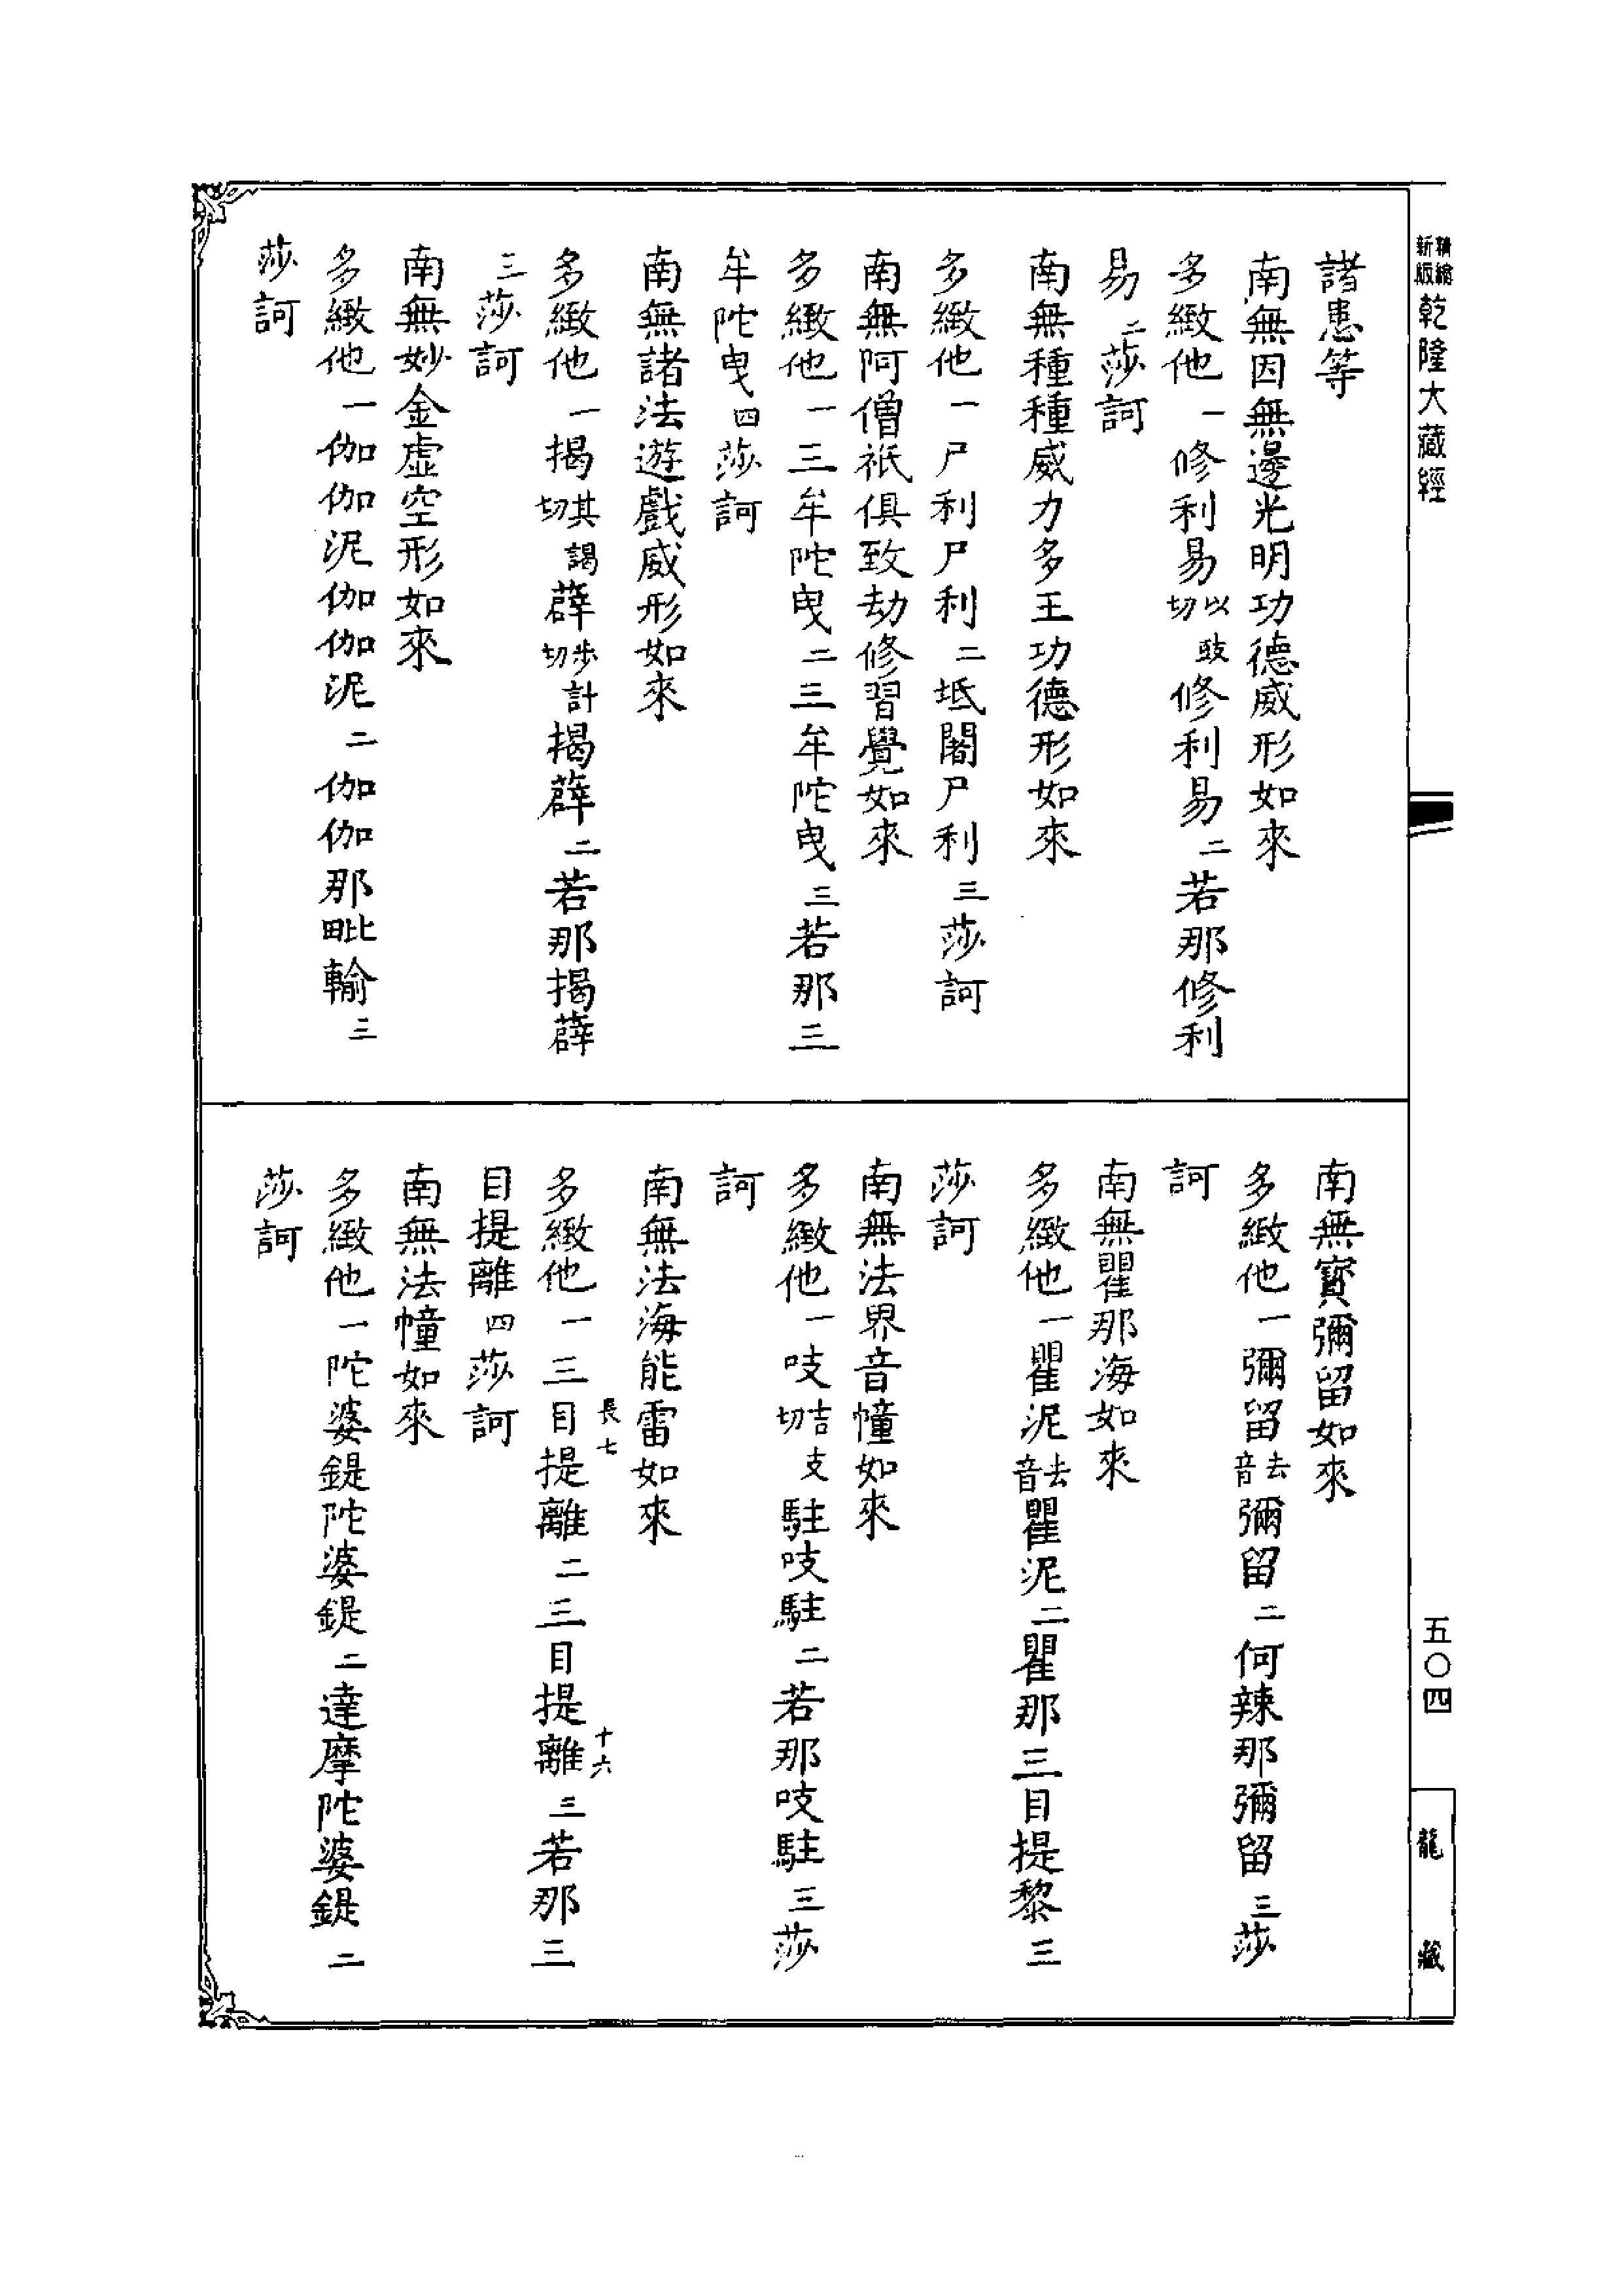 精縮新版乾隆大藏經
五〇四
龍藏
諸患等
南無因無邊光明功德威形如來
多緻他一修利易以豉切修利易二若那修利
易二莎訶
南無種種威力多王功德形如來
多緻他一尸利尸利二坻闍尸利三莎訶
南無阿僧祇俱致劫修習覺如來
多緻他一三牟陀曳二三牟陀曳三若那三
牟陀曳四莎訶
南無諸法遊戲威形如來
多緻他一揭其謁切薜步計切揭薜二若那揭薜
三莎訶
南無妙金虛空形如來
多緻他一伽伽泥伽伽泥二伽伽那毗輸三
莎訶
南無寶彌留如來
多緻他一彌留去音彌留二何辣那彌留三莎
訶
南無瞿那海如來
多緻他一瞿泥去音瞿泥二瞿那三目提黎三
莎訶
南無法界音幢如來
多緻他一吱吉支切駐吱駐二若那吱駐三莎
訶
南無法海能雷如來
長七
十六
多緻他一三目提離二三目提離三若那三
目提離四莎訶
南無法幢如來
多緻他一陀婆鍉陀婆鍉二達摩陀婆鍉二
莎訶